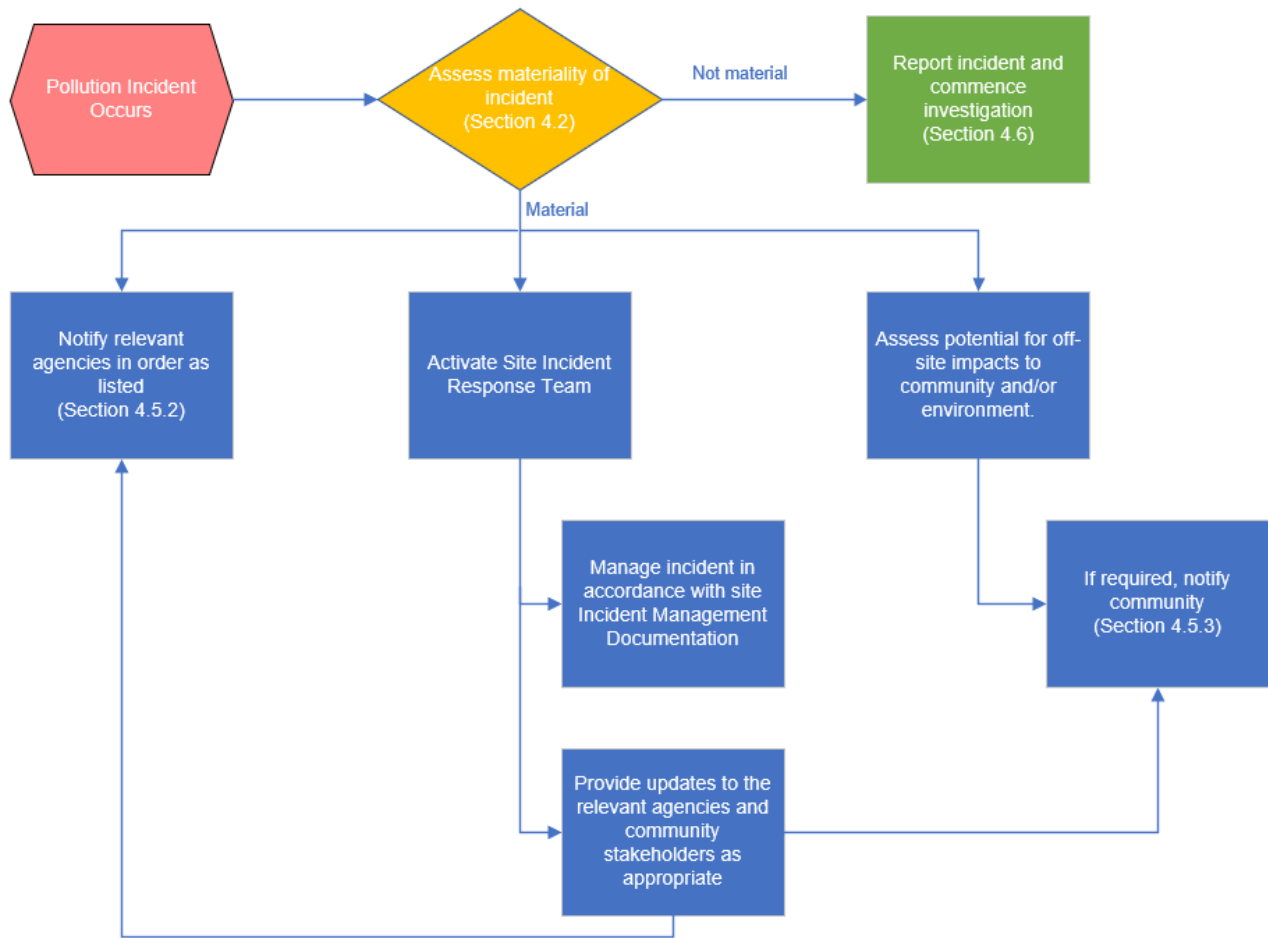 Pollution Incident
Occurs
Assess materiality of
incident
(Section 4.2)
Not material
Report incident and
commence
investigation
(Section 4.6)
Material
Notify relevant
agencies in order as
listed
(Section 4.5.2)
Activate Site Incident
Response Team
Assess potential for off-
site impacts to
community and/or
environment.
Manage incident in
accordance with site
Incident Management
Documentation
If required, notify
community
(Section 4.5.3)
Provide updates to the
relevant agencies and
community
stakeholders as
appropriate